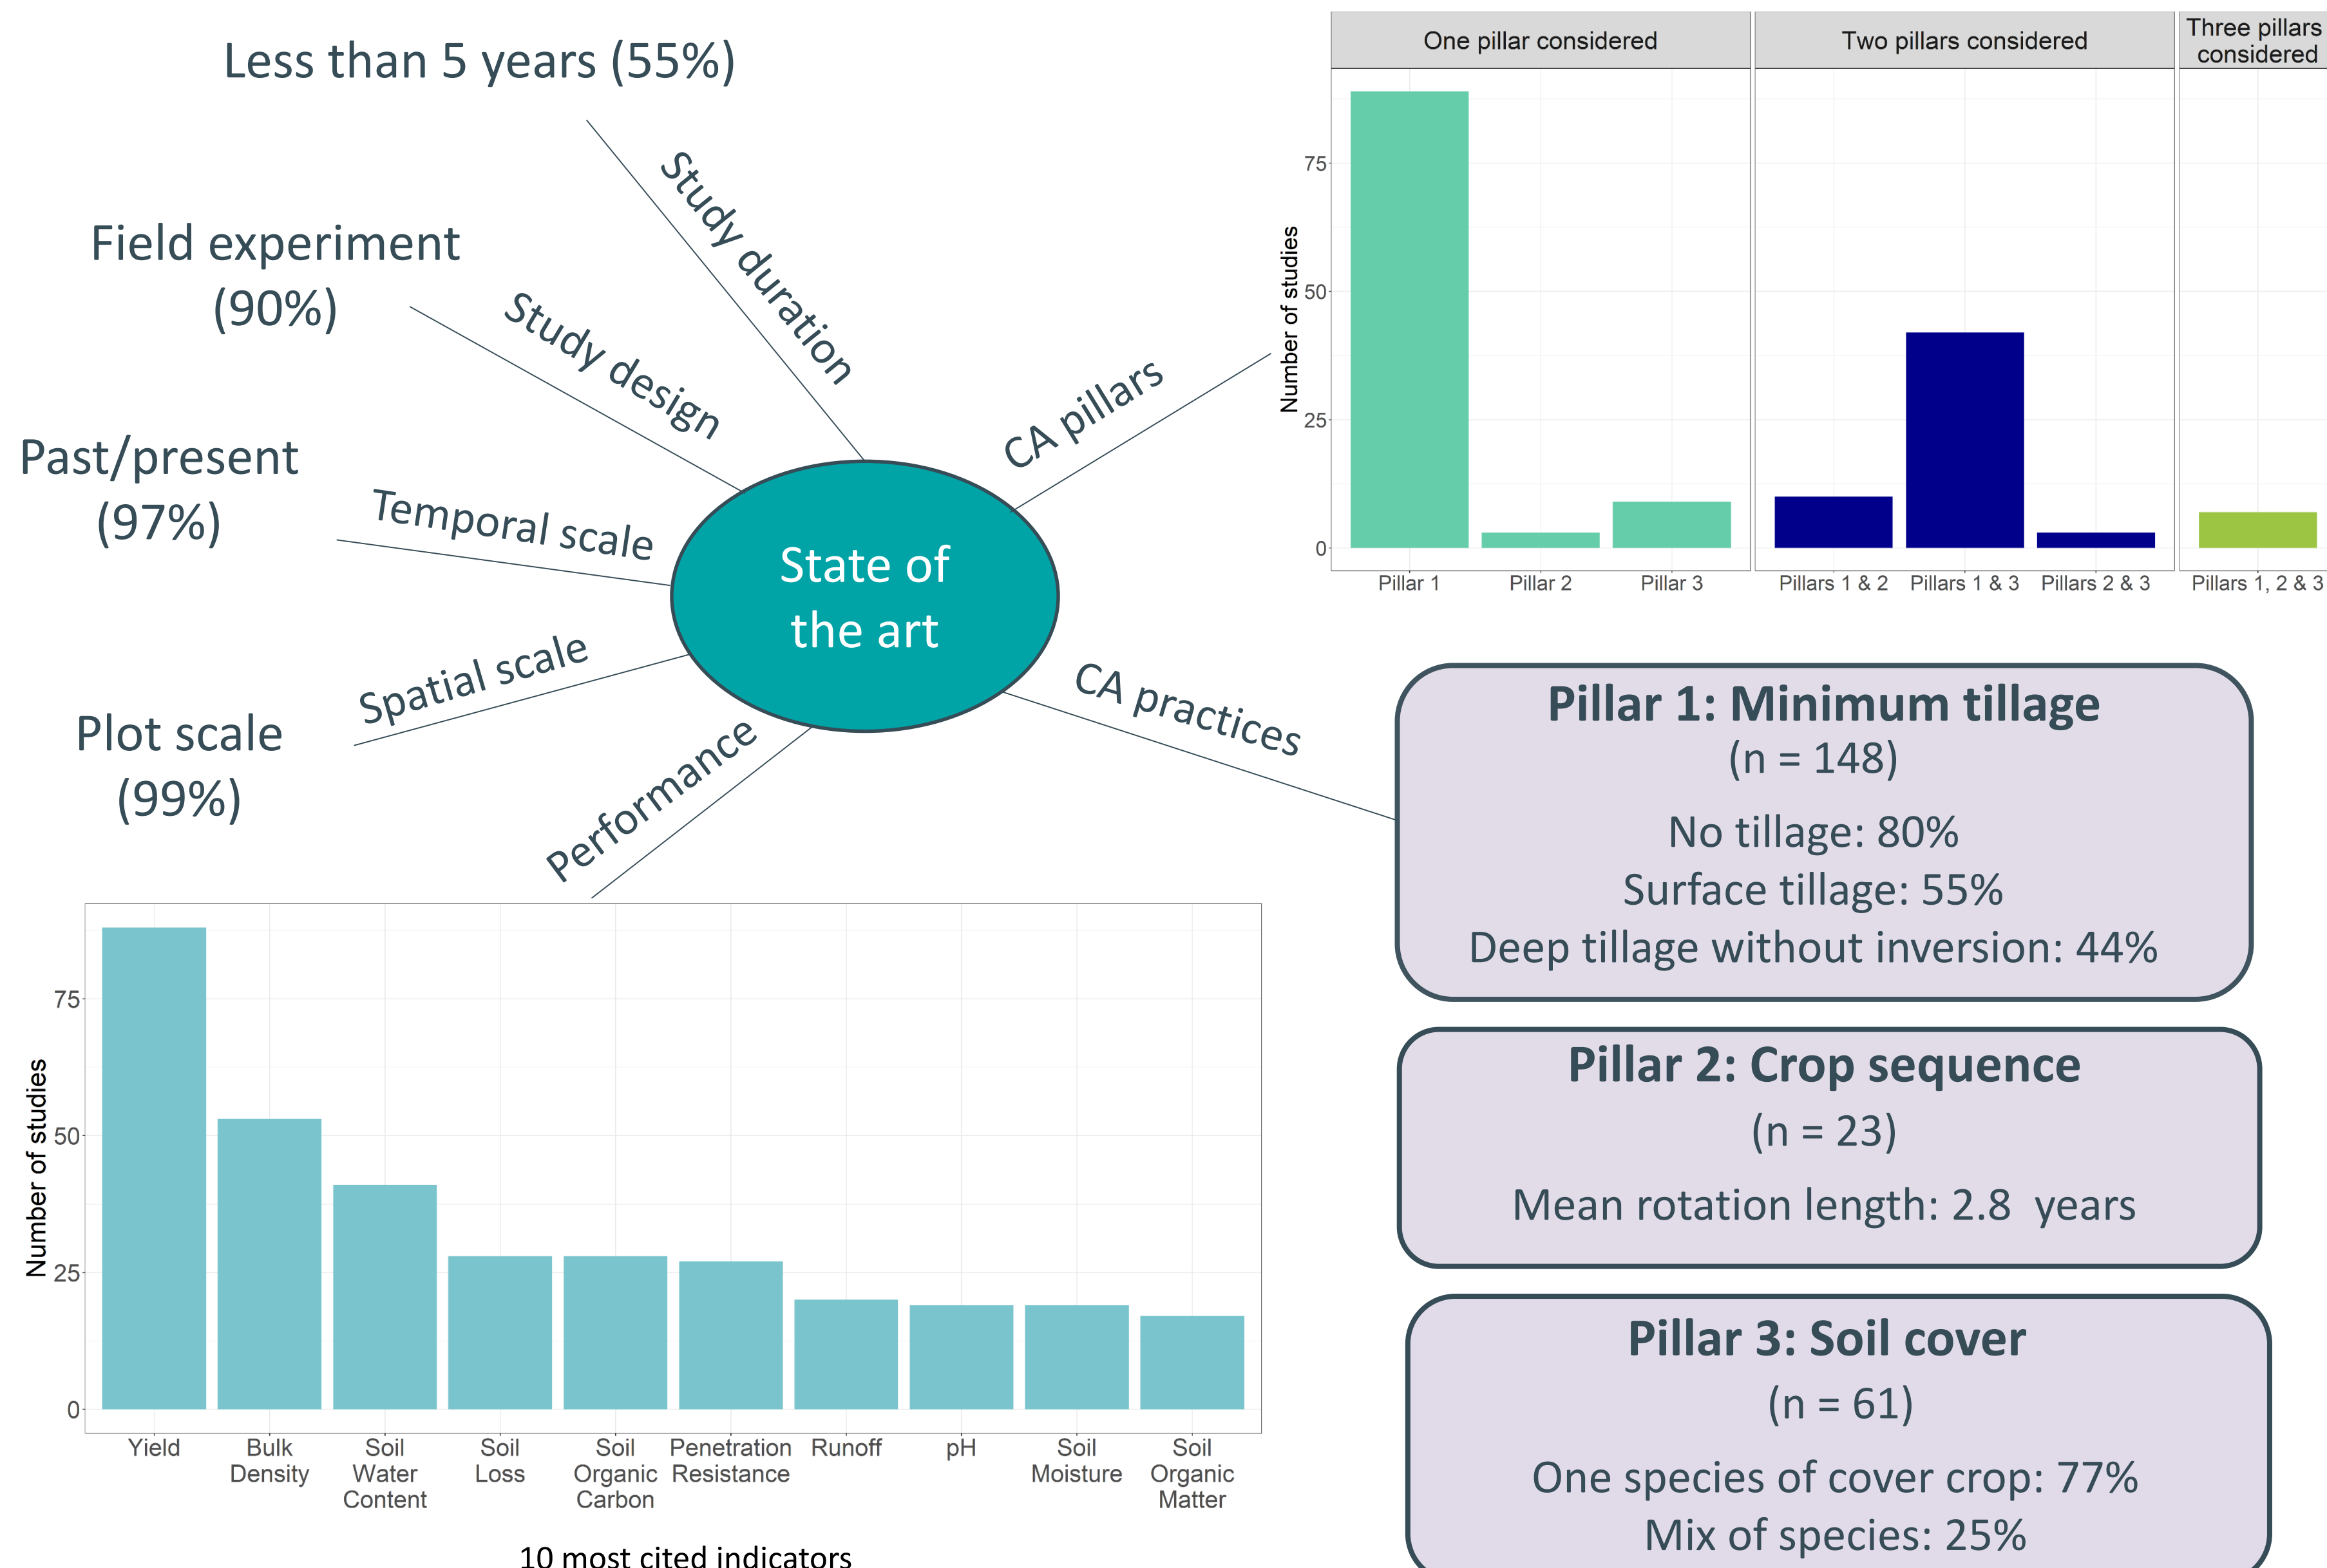 Less than 5 years (55%)
Study duration
Field experiment
(90%)
Study design
Past/present
(97%)
Temporal scale
Plot scale
(99%)
Spatial scale
State of
the art
CA pillars
One pillar considered
Two pillars considered
Three pillars
considered
Number of studies
75
50
25
0
Pillar 1
Pillar 2
Pillar 3
Pillars 1 & 2
Pillars 1 & 3
Pillars 2 & 3
Pillars 1, 2 & 3
CA practices
Pillar 1: Minimum tillage
(n = 148)
No tillage: 80%
Surface tillage: 55%
Deep tillage without inversion: 44%
Pillar 2: Crop sequence
(n = 23)
Mean rotation length: 2.8 years
Pillar 3: Soil cover
(n = 61)
One species of cover crop: 77%
Mix of species: 25%
Performance
Number of studies
75
50
25
0
Yield
Bulk
Density
Soil
Water
Content
Soil
Loss
Soil
Organic
Carbon
Penetration
Resistance
Runoff
pH
Soil
Moisture
Soil
Organic
Matter
10 most cited indicators